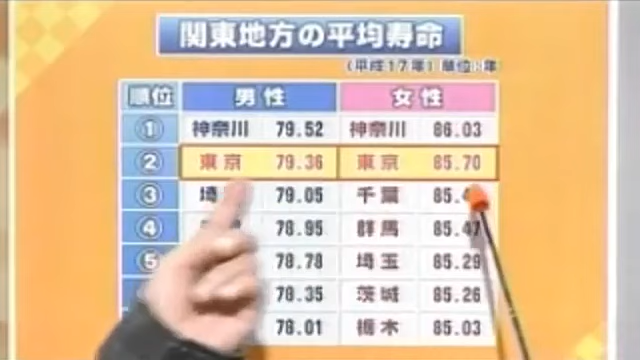 関東地方の平均寿命
(平成17年) 単位:年
順位 男性 女性
① 神奈川 79.52 神奈川 86.03
② 東京 79.36 東京 85.70
③ 埼 79.05 千葉 85.4
④ 78.95 群馬 85.47
⑤ 78.78 埼玉 85.29
78.35 茨城 85.26
78.01 栃木 85.03